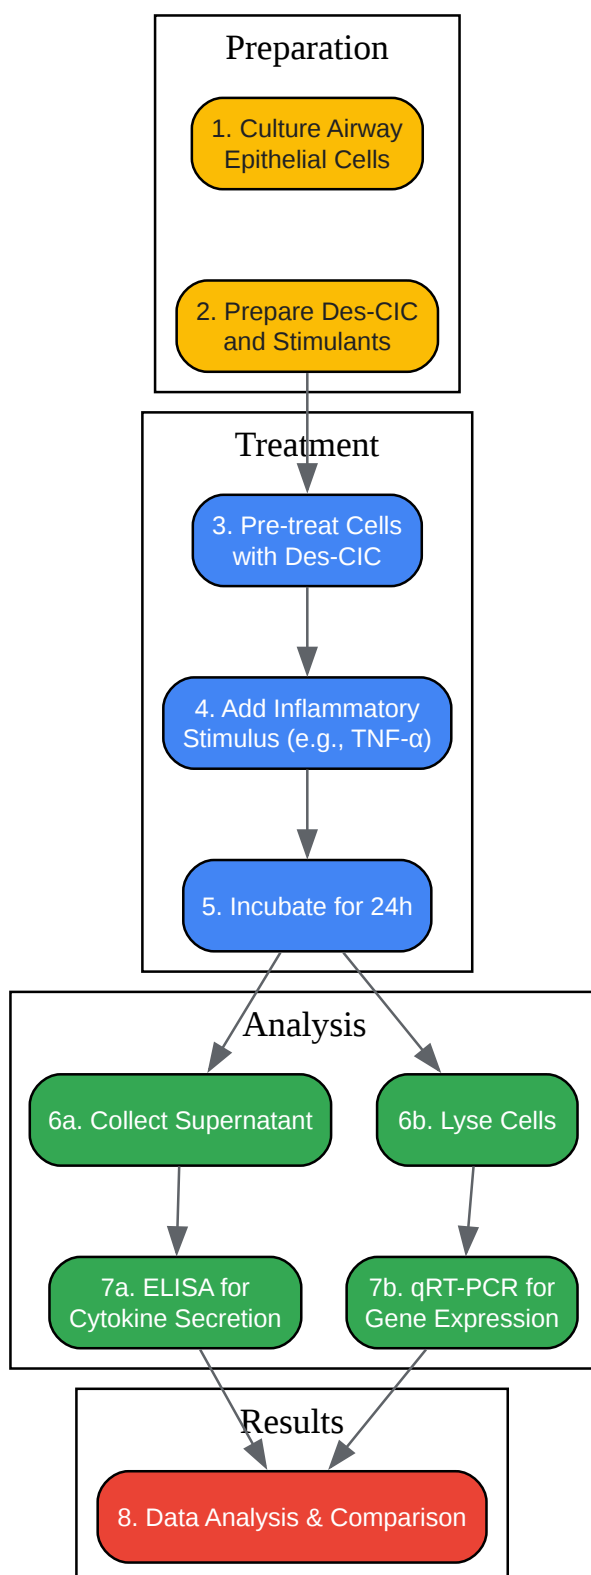 Preparation
1. Culture Airway
Epithelial Cells
2. Prepare Des-CIC
and Stimulants
Treatment
3. Pre-treat Cells
with Des-CIC
4. Add Inflammatory
Stimulus (e.g., TNF-α)
5. Incubate for 24h
Analysis
6a. Collect Supernatant
6b. Lyse Cells
7a. ELISA for
Cytokine Secretion
7b. qRT-PCR for
Gene Expression
Results
8. Data Analysis & Comparison